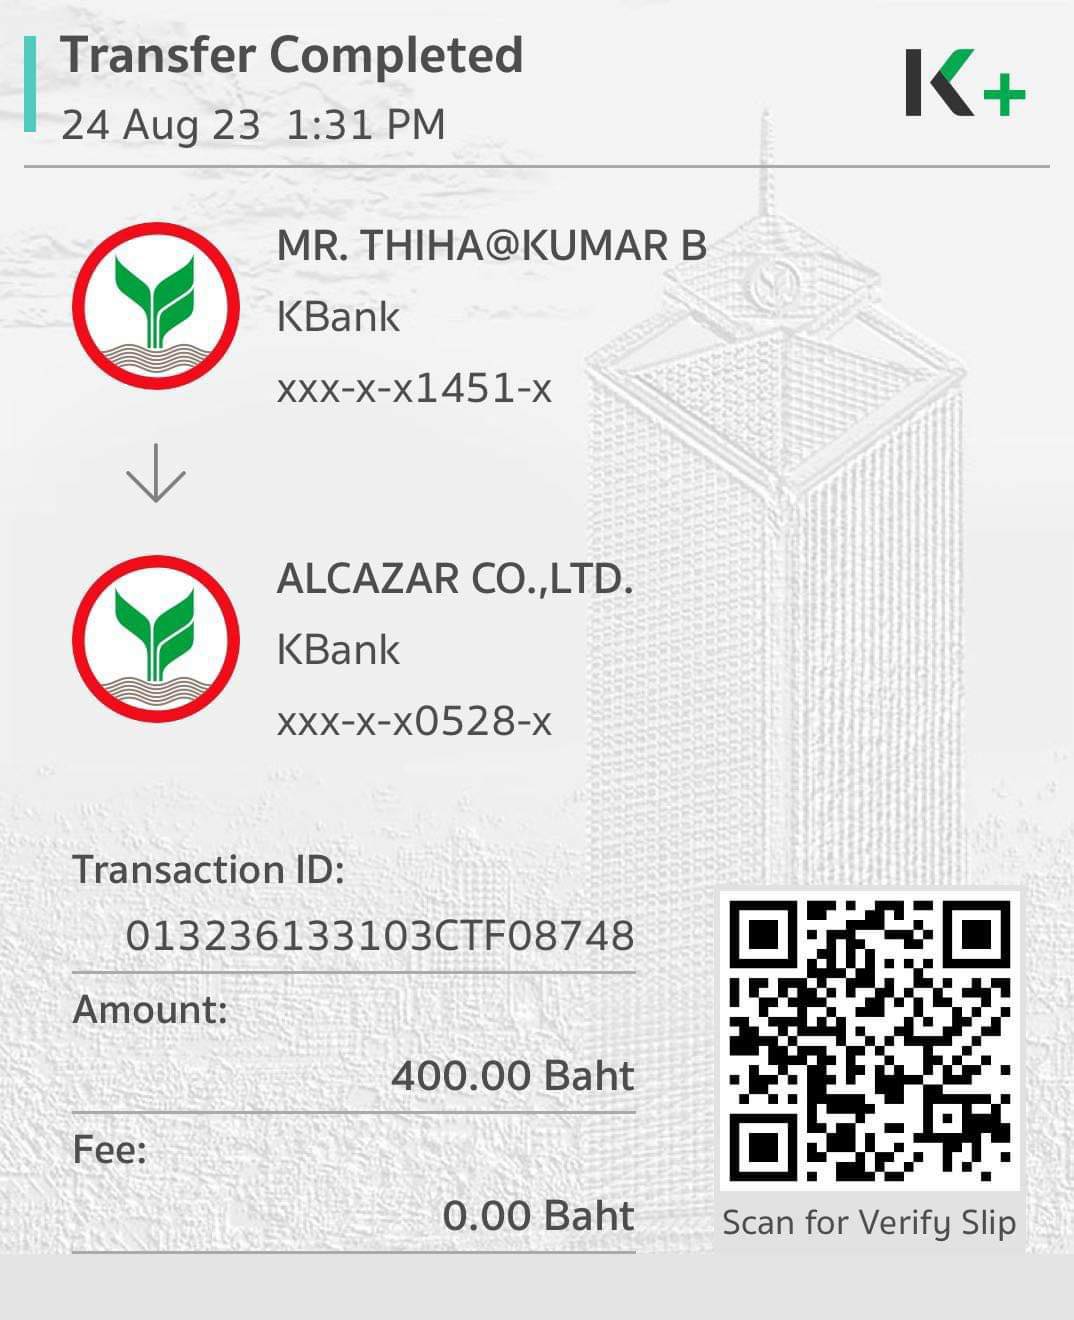 Transfer Completed
24 Aug 23 1:31 PM
K+
MR. THIHA@KUMAR B
KBank
xxx-x-x1451-x
ALCAZAR CO.,LTD.
KBank
xxx-x-x0528-x
Transaction ID:
013236133103CTF08748
Amount:
400.00 Baht
Fee:
0.00 Baht
Scan for Verify Slip